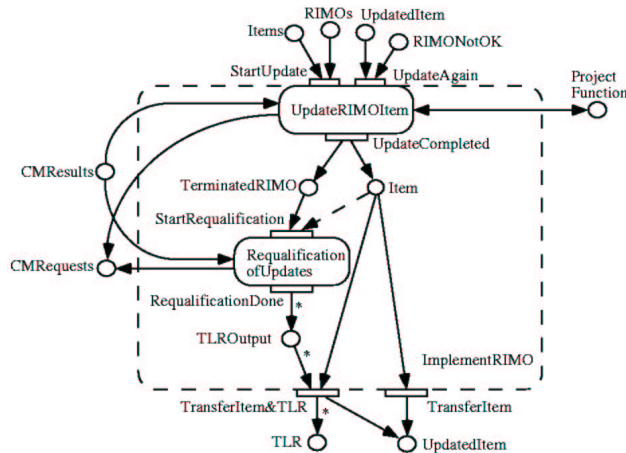 RIMOs
UpdatedItem
Items
RIMONotOK
StartUpdate
UpdateAgain
Project
Function
UpdateRIMOItem
UpdateCompleted
CMResults
TerminatedRIMO
Item
StartRequalification
Requalification
ofUpdates
CMRequests
RequalificationDone
*
TLROutput
*
ImplementRIMO
TransferItem&TLR
*
TransferItem
TLR
UpdatedItem